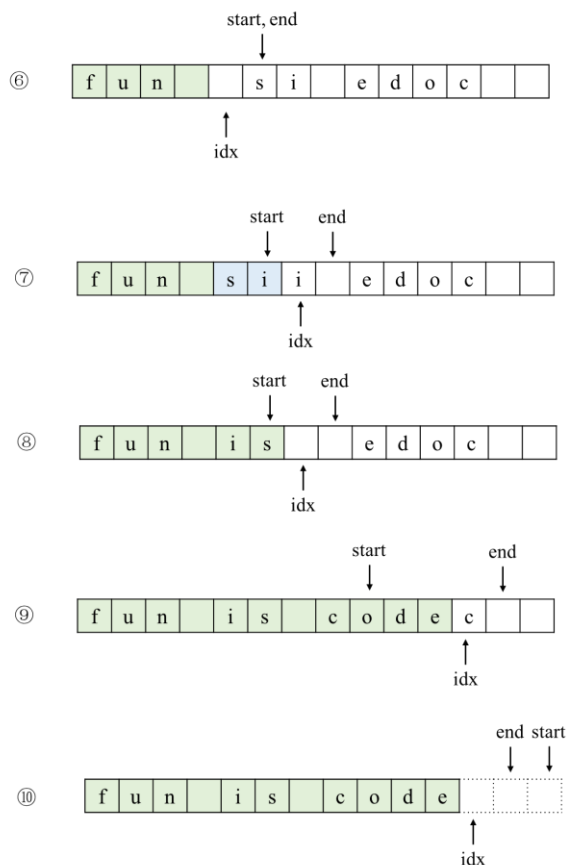 start, end
⑥ f u n s i e d o c
idx
start end
⑦ f u n s i i e d o c
idx
start end
⑧ f u n i s e d o c
idx
start end
⑨ f u n i s c o d e c
idx
end start
⑩ f u n i s c o d e
idx